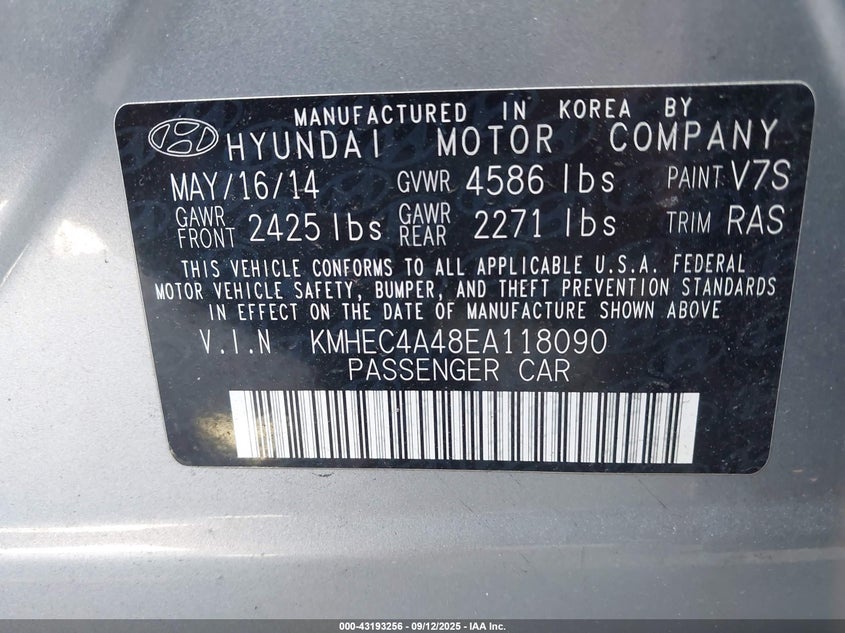 MANUFACTURED IN KOREA BY
HYUNDAI MOTOR COMPANY
MAY/16/14 GVWR 4586 lbs PAINT V7S
GAWR FRONT 2425 lbs GAWR REAR 2271 lbs TRIM RAS
THIS VEHICLE CONFORMS TO ALL APPLICABLE U.S.A. FEDERAL
MOTOR VEHICLE SAFETY, BUMPER, AND THEFT PREVENTION STANDARDS
IN EFFECT ON THE DATE OF MANUFACTURE SHOWN ABOVE
V.I.N KMHEC4A48EA118090
PASSENGER CAR
000-43193256 - 09/12/2025 - IAA Inc.